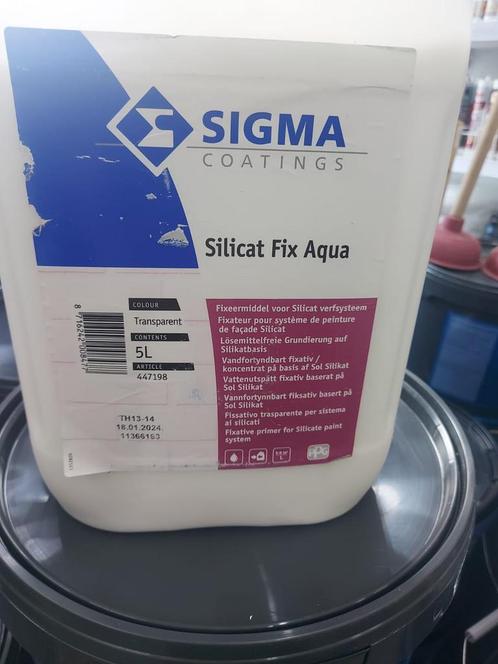 SIGMA
COATINGS
Silicat Fix Aqua
COLOUR
Transparent
CONTENTS
5L
ARTICLE
447198
TH13-14
18.01.2024
11366163
Fixeermiddel voor Silicat verfsysteem
Fixateur pour système de peinture
de façade Silicat
Lösemittelfreie Grundierung auf
Silikatbasis
Vandfortyndbart fixativ /
koncentrat på basis af Sol Silikat
Vattenutspätt fixativ baserat på
Sol Silikat
Vannfortynnbart fiksativ basert på
Sol Silikat
Fissativo trasparente per sistema
ai silicati
Fixative primer for Silicate paint
system
PPG